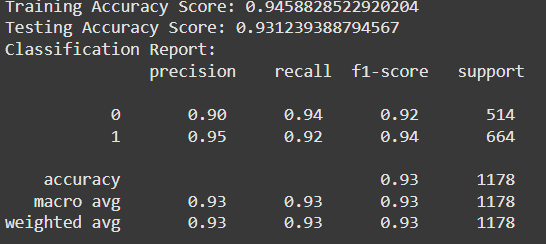 Training Accuracy Score: 0.9458828522920204
Testing Accuracy Score: 0.931239388794567
Classification Report:
precision recall f1-score support
0 0.90 0.94 0.92 514
1 0.95 0.92 0.94 664
accuracy 0.93 1178
macro avg 0.93 0.93 0.93 1178
weighted avg 0.93 0.93 0.93 1178